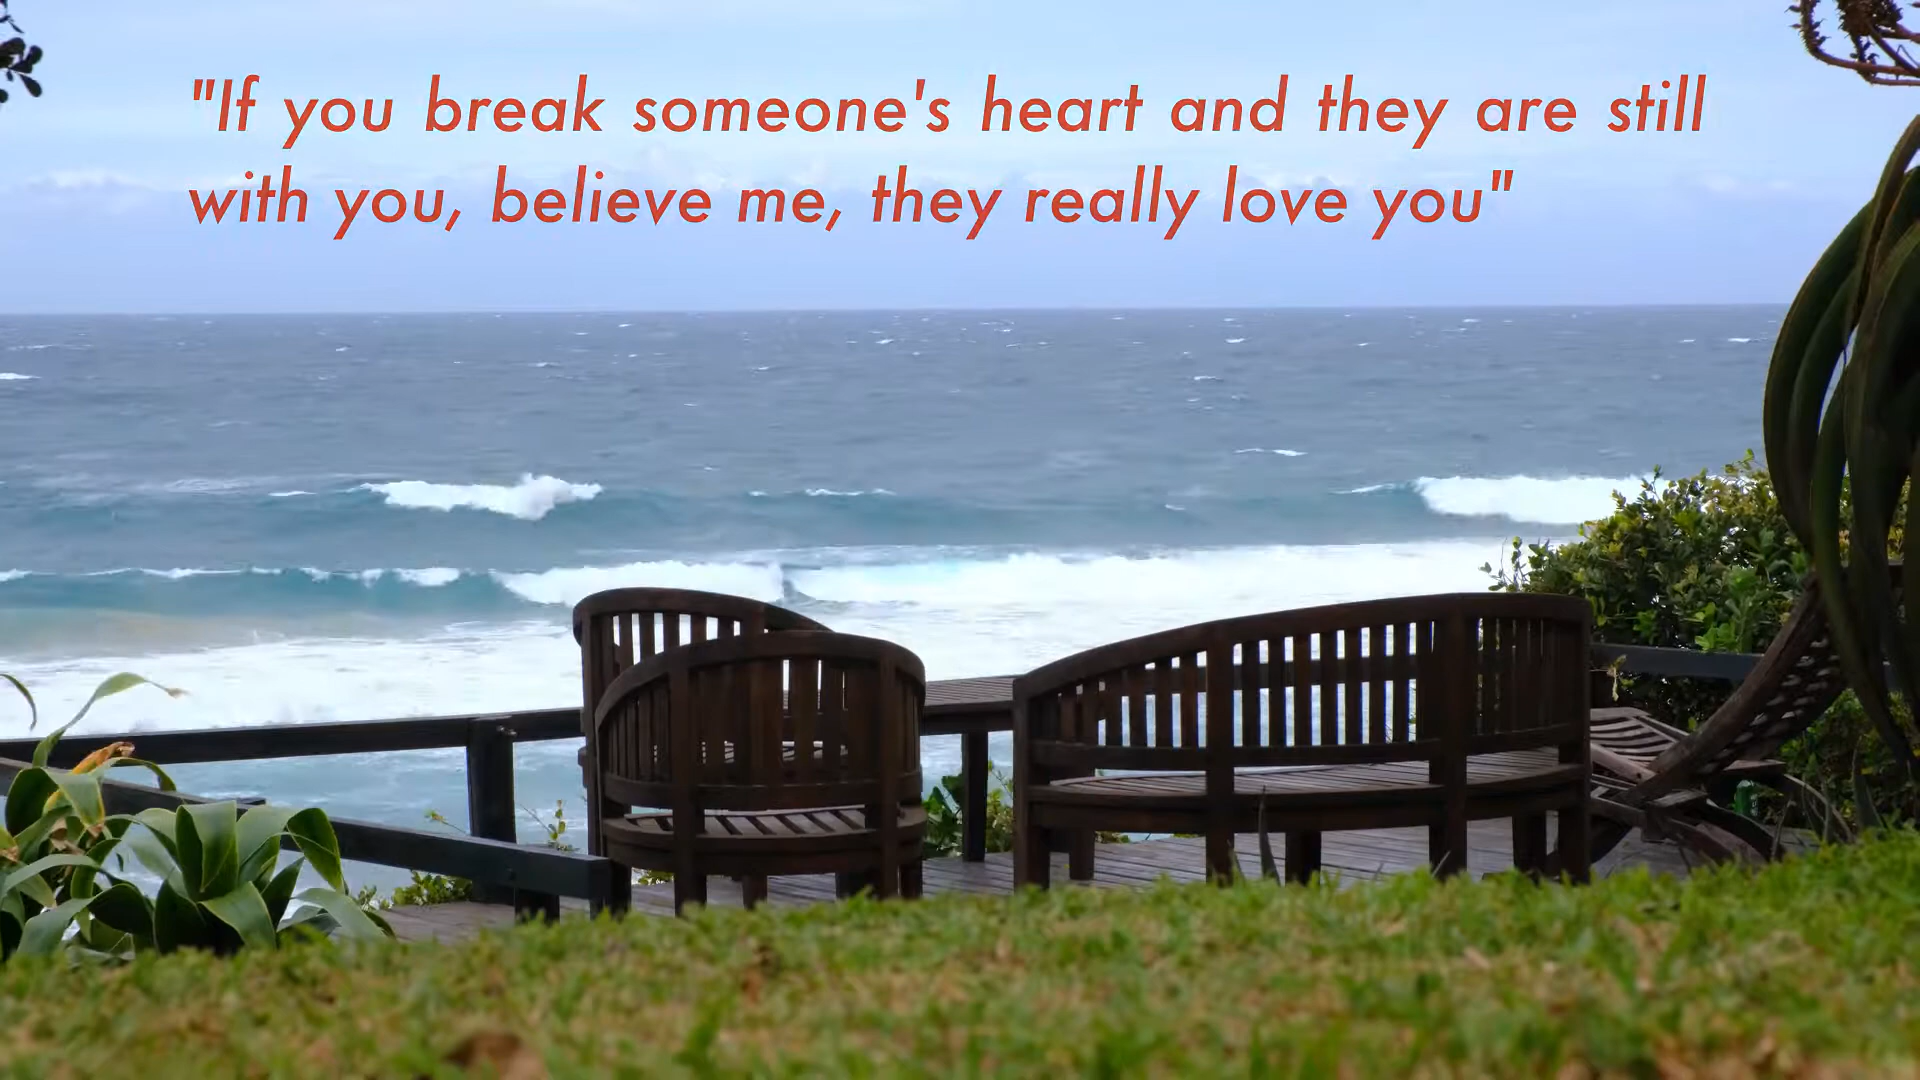 "If you break someone's heart and they are still
with you, believe me, they really love you"